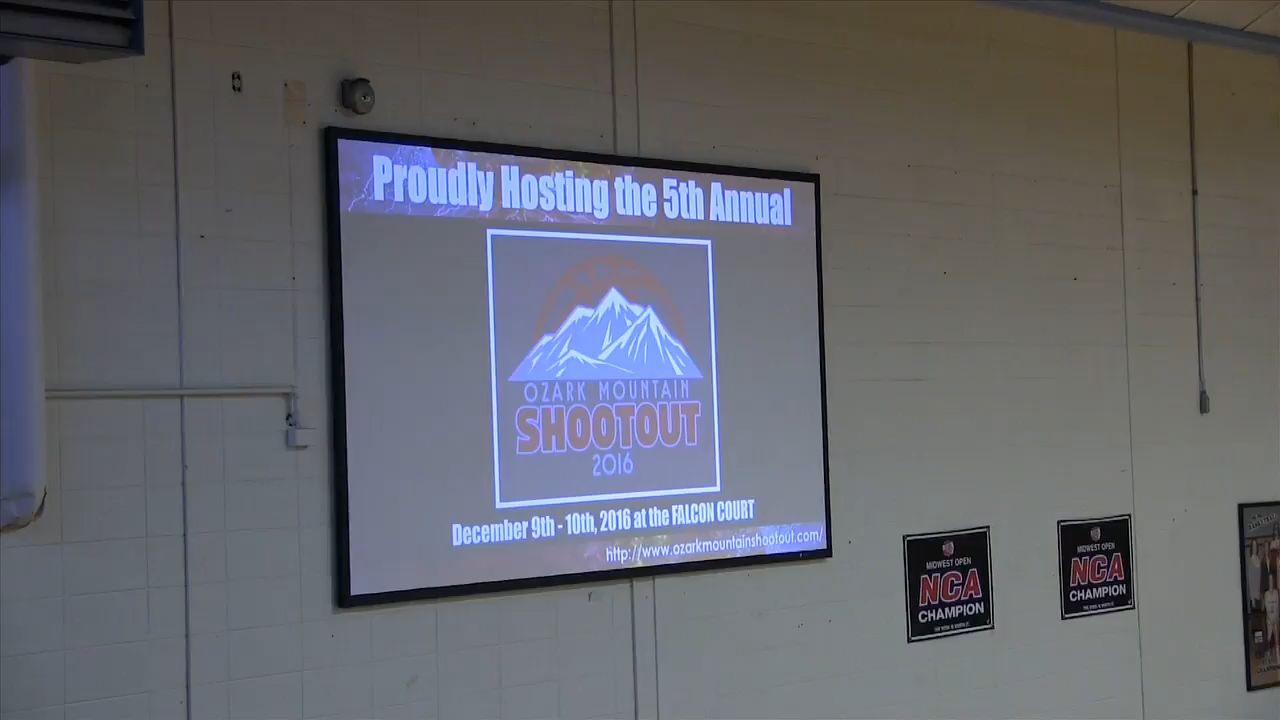 Proudly Hosting the 5th Annual
OZARK MOUNTAIN
SHOOTOUT
2016
December 9th - 10th, 2016 at the FALCON COURT
http://www.ozarkmountainshootout.com/
MIDWEST OPEN
NCA
CHAMPION
MIDWEST OPEN
NCA
CHAMPION